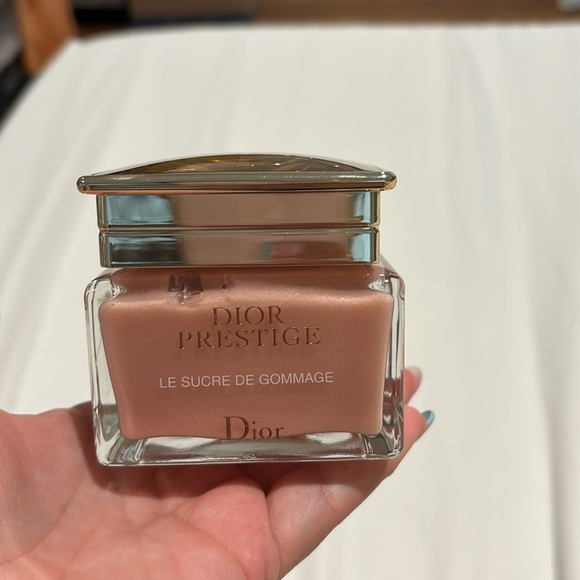 DIOR
PRESTIGE
LE SUCRE DE GOMMAGE
Dior